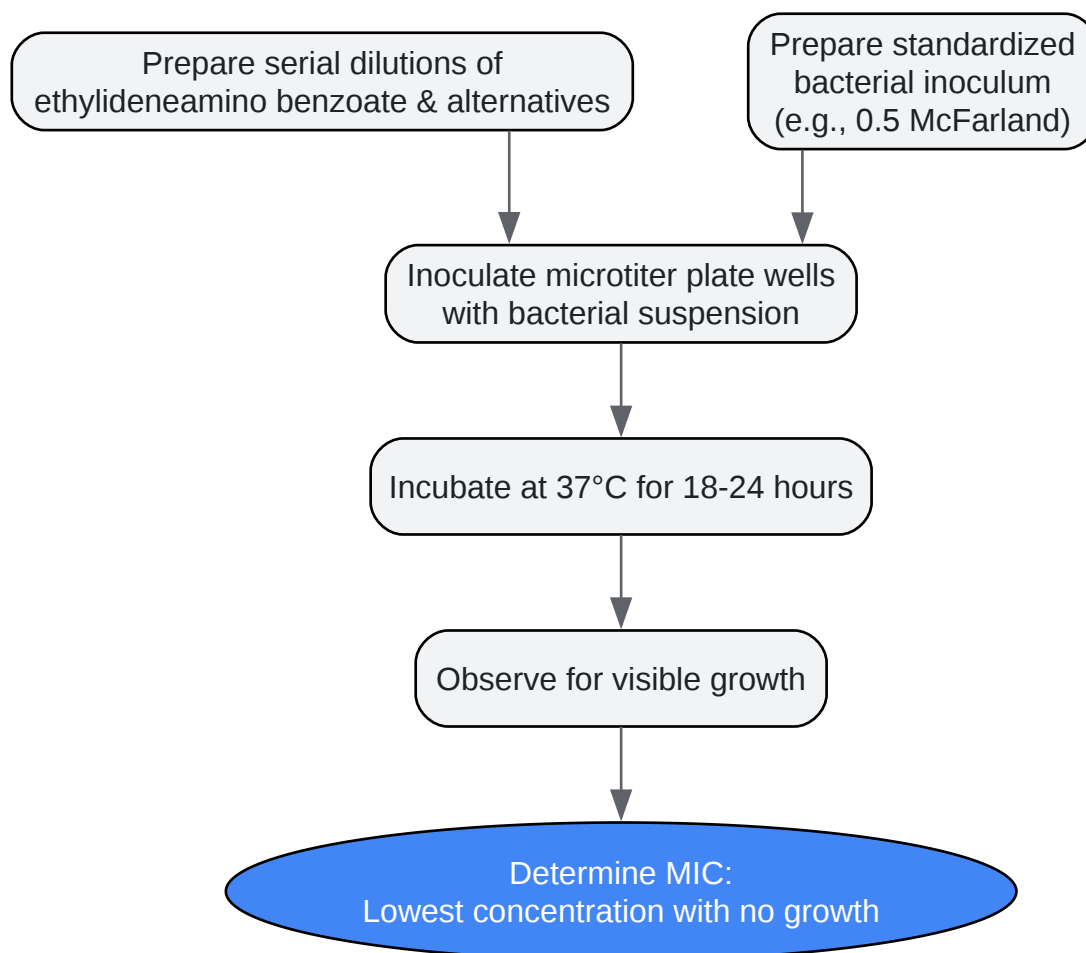 Prepare serial dilutions of
ethylideneamino benzoate & alternatives
Prepare standardized
bacterial inoculum
(e.g., 0.5 McFarland)
Inoculate microtiter plate wells
with bacterial suspension
Incubate at 37°C for 18-24 hours
Observe for visible growth
Determine MIC:
Lowest concentration with no growth